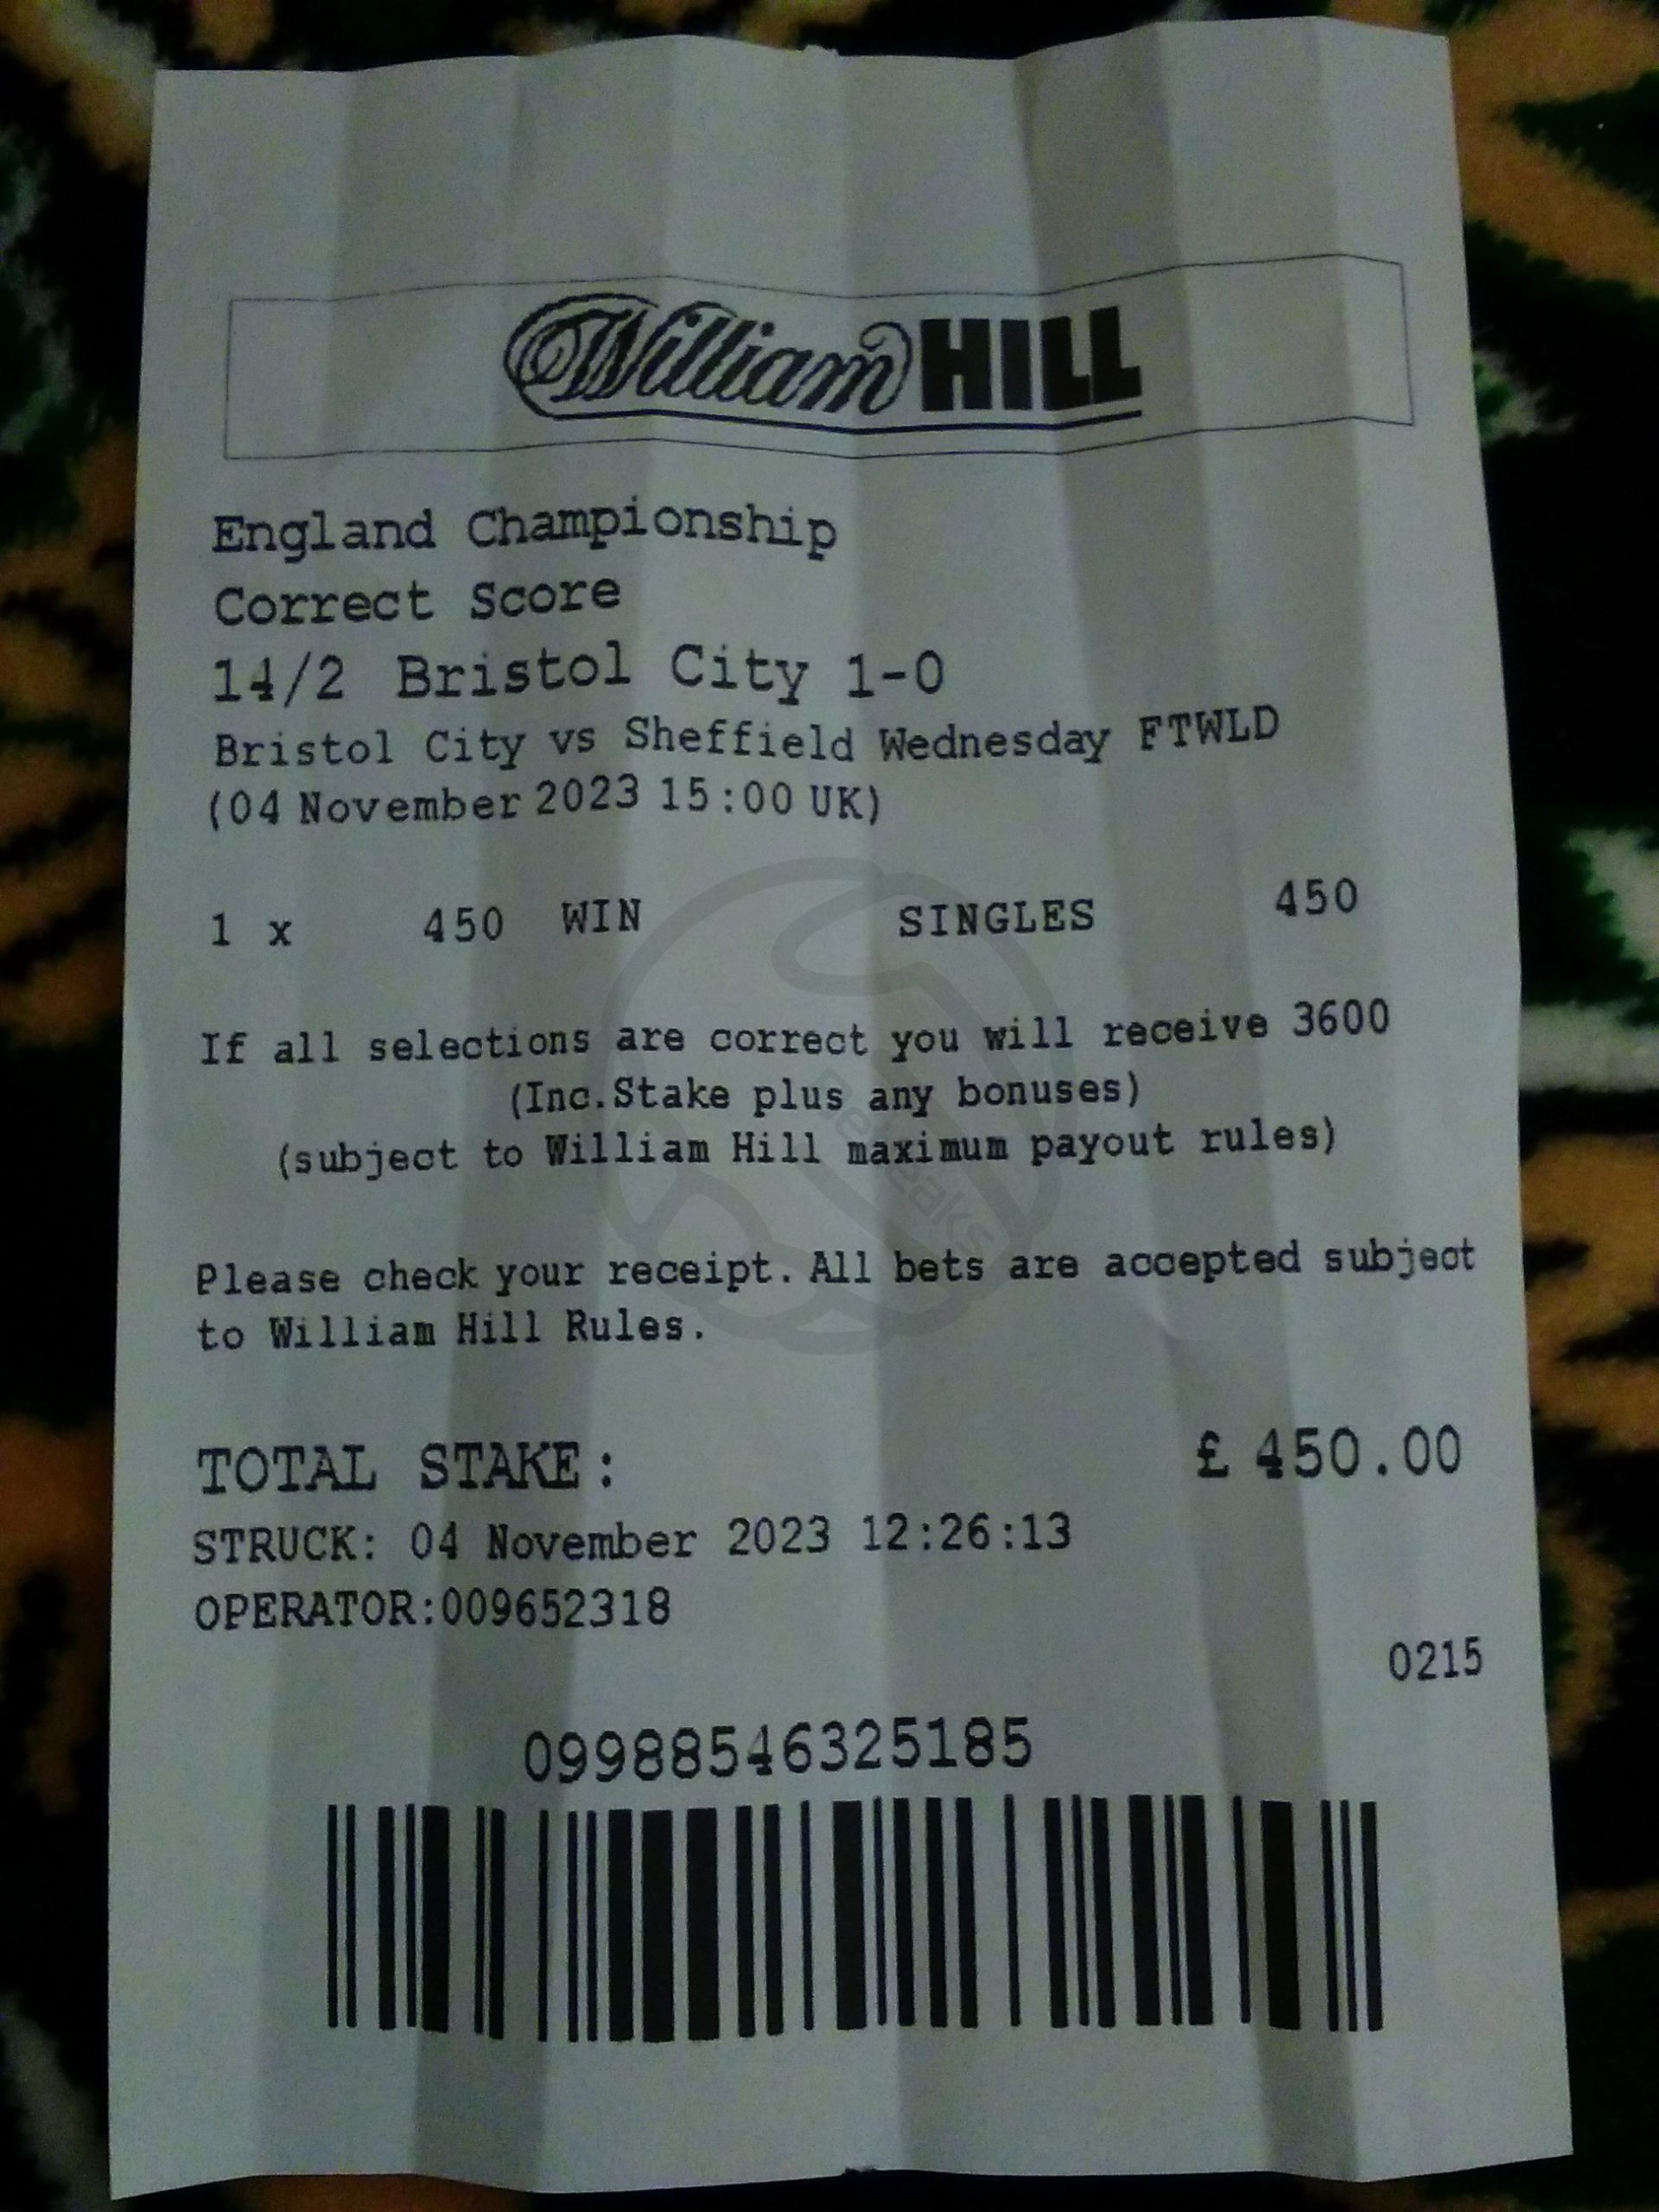 William HILL
England Championship
Correct Score
14/2 Bristol City 1-0
Bristol City vs Sheffield Wednesday FTWLD
(04 November 2023 15:00 UK)
1 x 450 WIN SINGLES 450
If all selections are correct you will receive 3600
(Inc.Stake plus any bonuses)
(subject to William Hill maximum payout rules)
Please check your receipt. All bets are accepted subject
to William Hill Rules.
TOTAL STAKE: £ 450.00
STRUCK: 04 November 2023 12:26:13
OPERATOR:009652318
0215
09988546325185